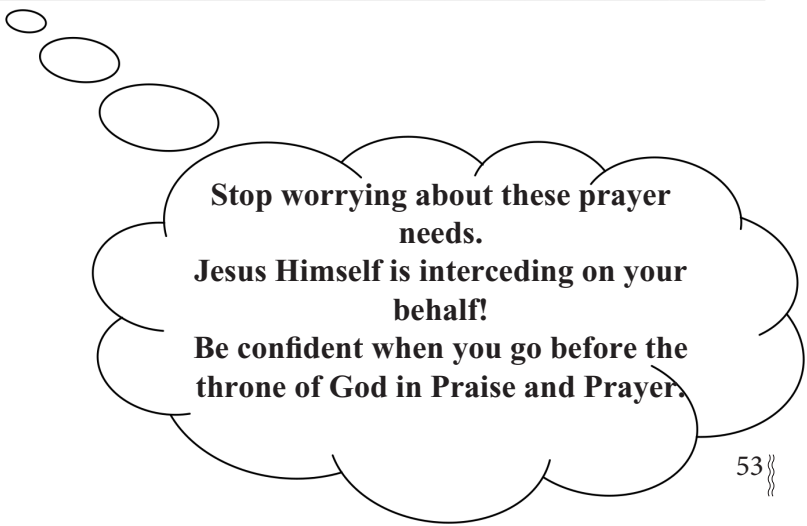 Stop worrying about these prayer
needs.
Jesus Himself is interceding on your
behalf!
Be confident when you go before the
throne of God in Praise and Prayer.
53